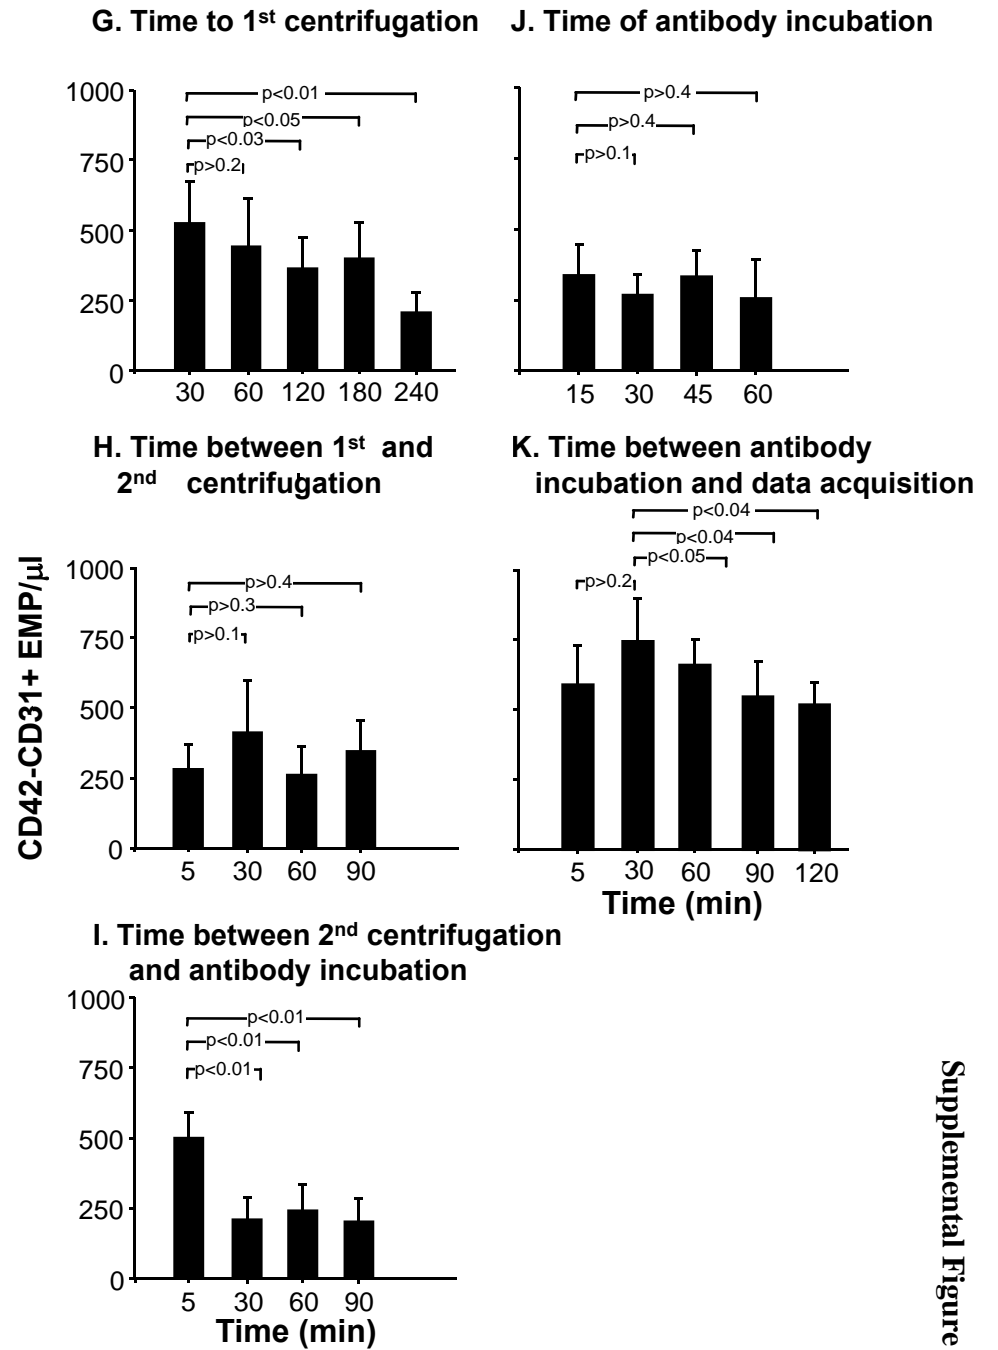 G. Time to 1st centrifugation
1000
750
500
250
0
p<0.01
p<0.05
p<0.03
p>0.2
30 60 120 180 240
J. Time of antibody incubation
p>0.4
p>0.4
p>0.1
15 30 45 60
H. Time between 1st and
2nd centrifugation
CD42-CD31+ EMP/μl
1000
750
500
250
0
p>0.4
p>0.3
p>0.1
5 30 60 90
K. Time between antibody
incubation and data acquisition
p<0.04
p<0.04
p<0.05
p>0.2
5 30 60 90 120
Time (min)
I. Time between 2nd centrifugation
and antibody incubation
1000
750
500
250
0
p<0.01
p<0.01
p<0.01
5 30 60 90
Time (min)
Supplemental Figure